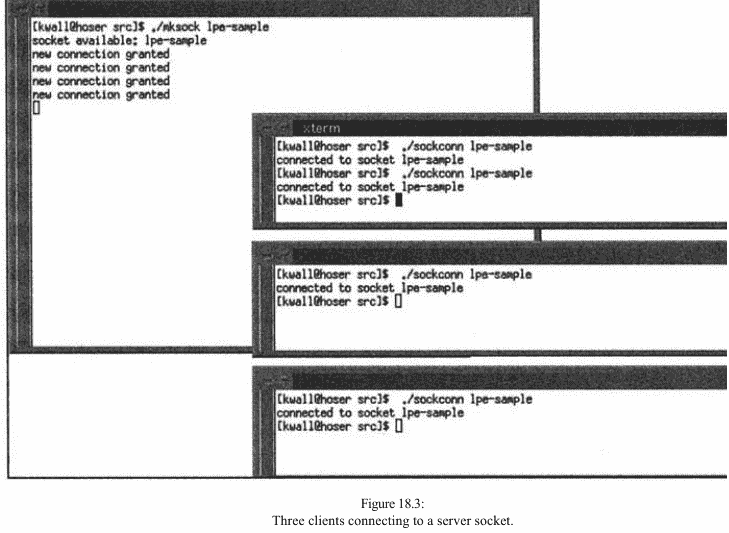 [kwall@hoser src]$ ./mksock lpe-sample
socket available: lpe-sample
new connection granted
new connection granted
new connection granted
new connection granted
xterm
[kwall@hoser src]$ ./sockconn lpe-sample
connected to socket lpe-sample
[kwall@hoser src]$ ./sockconn lpe-sample
connected to socket lpe-sample
[kwall@hoser src]$
[kwall@hoser src]$ ./sockconn lpe-sample
connected to socket lpe-sample
[kwall@hoser src]$
[kwall@hoser src]$ ./sockconn lpe-sample
connected to socket lpe-sample
[kwall@hoser src]$
Figure 18.3:
Three clients connecting to a server socket.